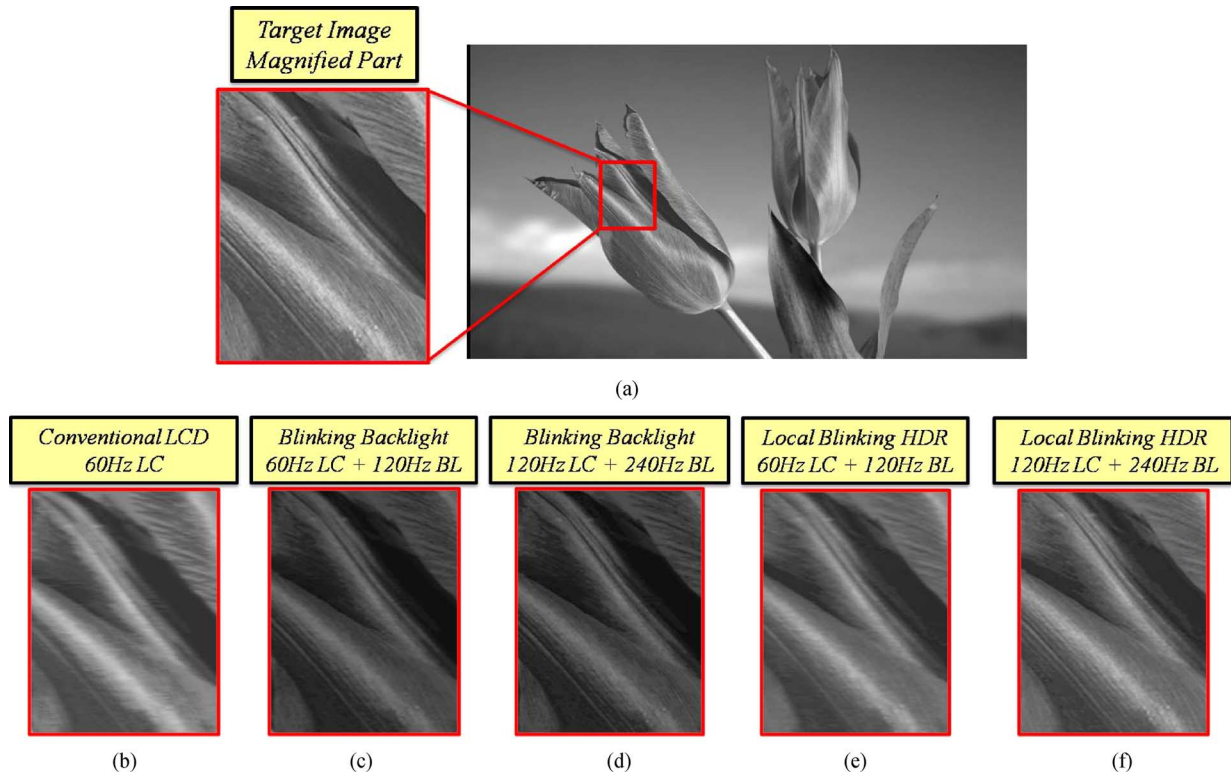 Target Image
Magnified Part
(a)
Conventional LCD
60Hz LC
Blinking Backlight
60Hz LC + 120Hz BL
Blinking Backlight
120Hz LC + 240Hz BL
Local Blinking HDR
60Hz LC + 120Hz BL
Local Blinking HDR
120Hz LC + 240Hz BL
(b)
(c)
(d)
(e)
(f)